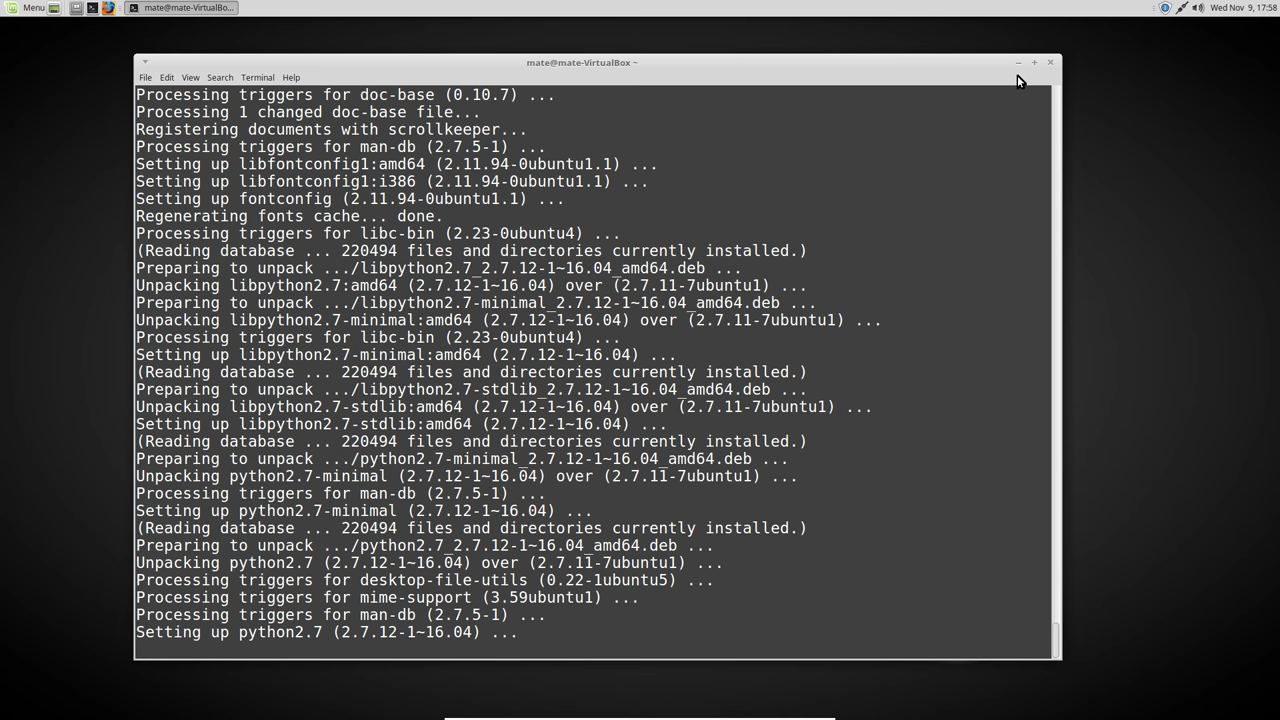 Menu
mate@mate-VirtualBo...
Wed Nov 9, 17:58
mate@mate-VirtualBox ~
File Edit View Search Terminal Help
Processing triggers for doc-base (0.10.7) ...
Processing 1 changed doc-base file...
Registering documents with scrollkeeper...
Processing triggers for man-db (2.7.5-1) ...
Setting up libfontconfig1:amd64 (2.11.94-0ubuntu1.1) ...
Setting up libfontconfig1:i386 (2.11.94-0ubuntu1.1) ...
Setting up fontconfig (2.11.94-0ubuntu1.1) ...
Regenerating fonts cache... done.
Processing triggers for libc-bin (2.23-0ubuntu4) ...
(Reading database ... 220494 files and directories currently installed.)
Preparing to unpack .../libpython2.7_2.7.12-1~16.04_amd64.deb ...
Unpacking libpython2.7:amd64 (2.7.12-1~16.04) over (2.7.11-7ubuntu1) ...
Preparing to unpack .../libpython2.7-minimal_2.7.12-1~16.04_amd64.deb ...
Unpacking libpython2.7-minimal:amd64 (2.7.12-1~16.04) over (2.7.11-7ubuntu1) ...
Processing triggers for libc-bin (2.23-0ubuntu4) ...
Setting up libpython2.7-minimal:amd64 (2.7.12-1~16.04) ...
(Reading database ... 220494 files and directories currently installed.)
Preparing to unpack .../libpython2.7-stdlib_2.7.12-1~16.04_amd64.deb ...
Unpacking libpython2.7-stdlib:amd64 (2.7.12-1~16.04) over (2.7.11-7ubuntu1) ...
Setting up libpython2.7-stdlib:amd64 (2.7.12-1~16.04) ...
(Reading database ... 220494 files and directories currently installed.)
Preparing to unpack .../python2.7-minimal_2.7.12-1~16.04_amd64.deb ...
Unpacking python2.7-minimal (2.7.12-1~16.04) over (2.7.11-7ubuntu1) ...
Processing triggers for man-db (2.7.5-1) ...
Setting up python2.7-minimal (2.7.12-1~16.04) ...
(Reading database ... 220494 files and directories currently installed.)
Preparing to unpack .../python2.7_2.7.12-1~16.04_amd64.deb ...
Unpacking python2.7 (2.7.12-1~16.04) over (2.7.11-7ubuntu1) ...
Processing triggers for desktop-file-utils (0.22-1ubuntu5) ...
Processing triggers for mime-support (3.59ubuntu1) ...
Processing triggers for man-db (2.7.5-1) ...
Setting up python2.7 (2.7.12-1~16.04) ...